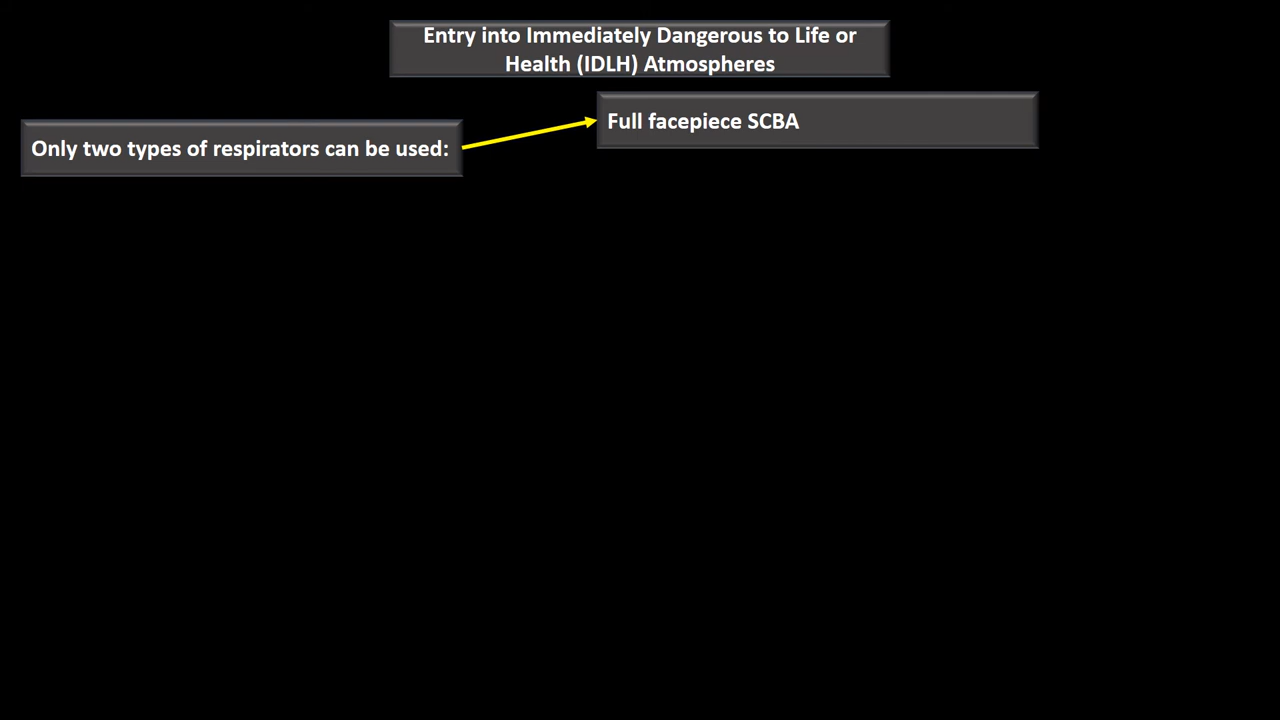 Entry into Immediately Dangerous to Life or
Health (IDLH) Atmospheres
Full facepiece SCBA
Only two types of respirators can be used: